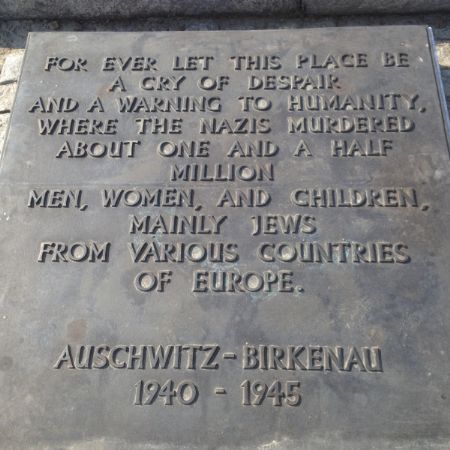 FOR EVER LET THIS PLACE BE
A CRY OF DESPAIR
AND A WARNING TO HUMANITY,
WHERE THE NAZIS MURDERED
ABOUT ONE AND A HALF
MILLION
MEN, WOMEN, AND CHILDREN,
MAINLY JEWS
FROM VARIOUS COUNTRIES
OF EUROPE.
AUSCHWITZ-BIRKENAU
1940 - 1945